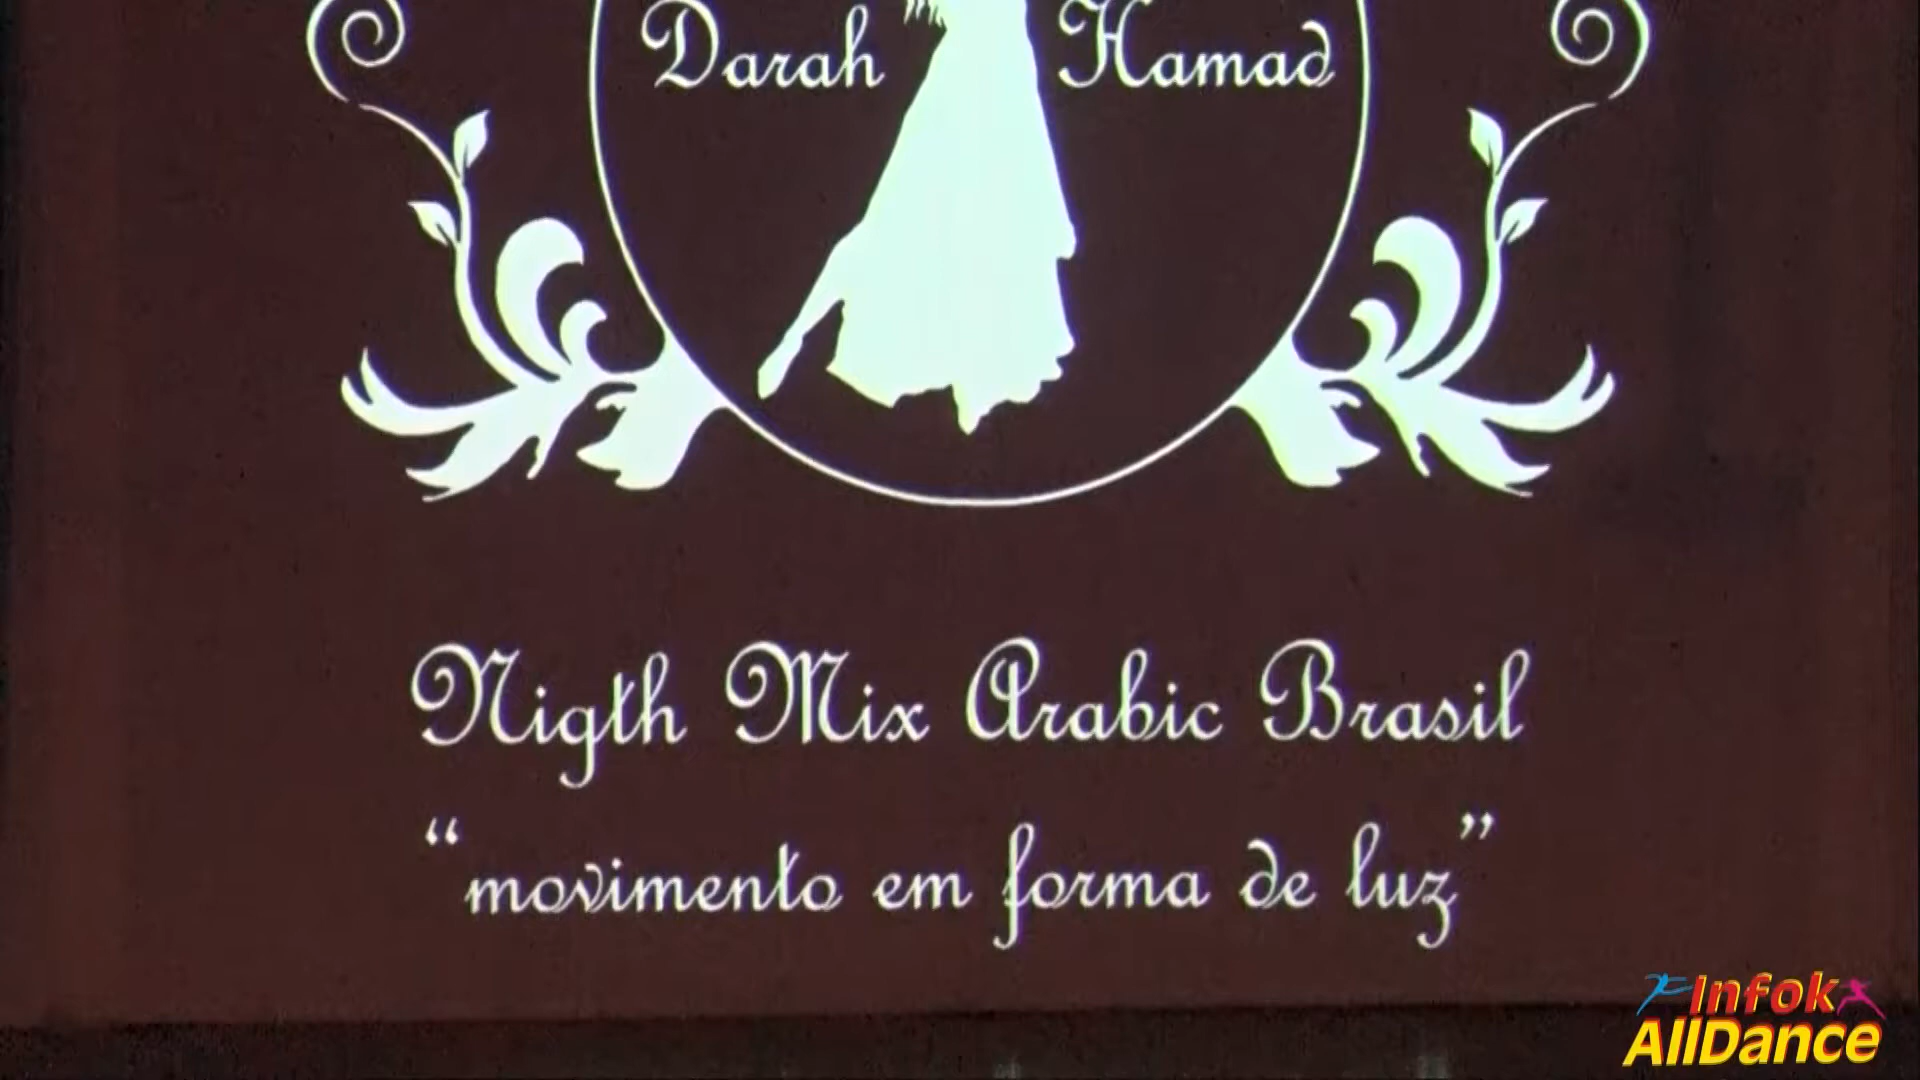 Darah Hamad
Nigth Mix Arabic Brasil
“movimento em forma de luz”
Infok
AllDance